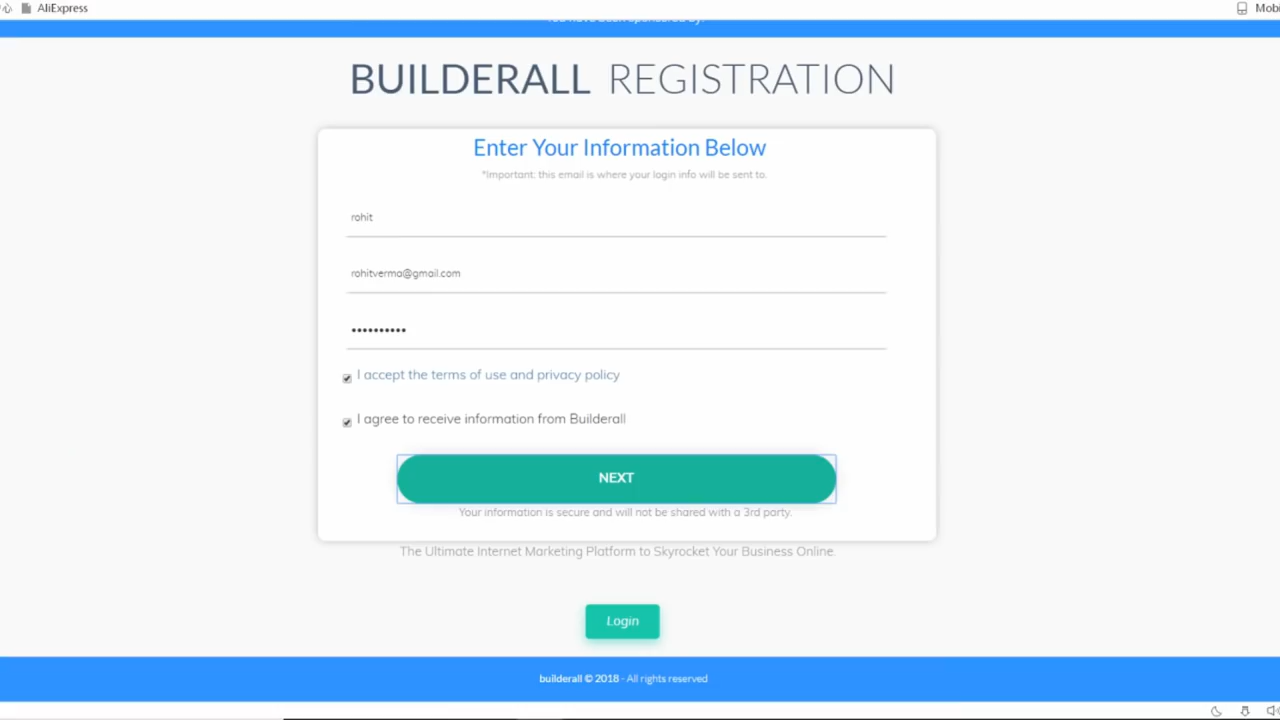 AliExpress
BUILDERALL REGISTRATION
Enter Your Information Below
*Important: this email is where your login info will be sent to.
rohit
rohitverma@gmail.com
••••••••••
I accept the terms of use and privacy policy
I agree to receive information from Builderall
NEXT
Your information is secure and will not be shared with a 3rd party.
The Ultimate Internet Marketing Platform to Skyrocket Your Business Online.
Login
builderall © 2018 - All rights reserved